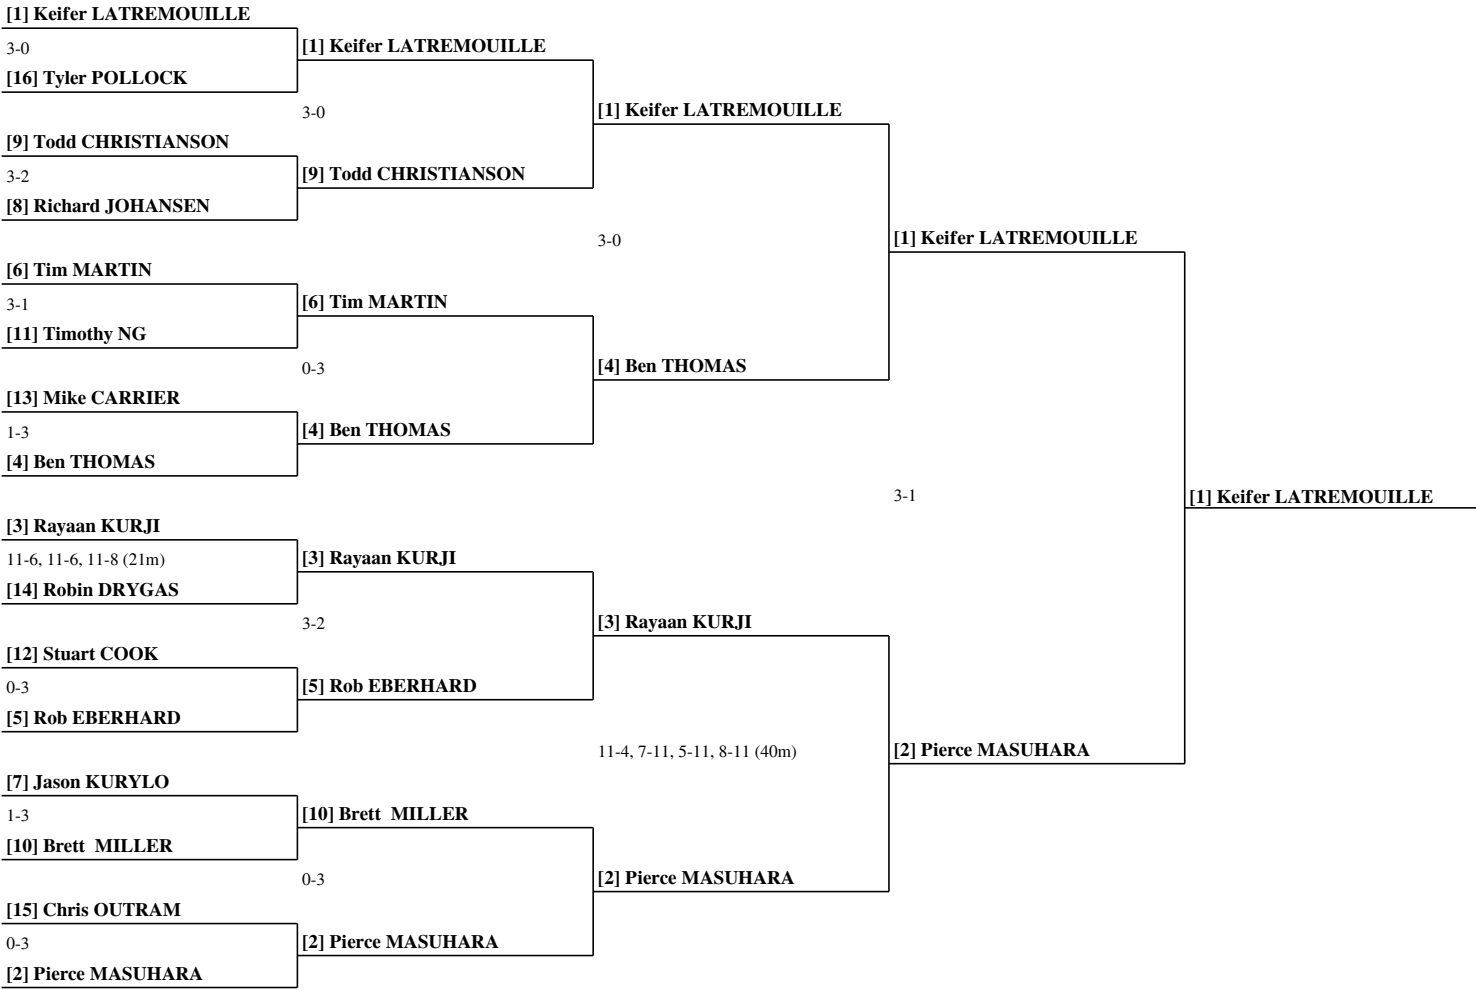 [1] Keifer LATREMOUILLE
3-0
[1] Keifer LATREMOUILLE
[16] Tyler POLLOCK
3-0
[1] Keifer LATREMOUILLE
[9] Todd CHRISTIANSON
3-2
[9] Todd CHRISTIANSON
[8] Richard JOHANSEN
3-0
[1] Keifer LATREMOUILLE
[6] Tim MARTIN
3-1
[6] Tim MARTIN
[11] Timothy NG
0-3
[4] Ben THOMAS
[13] Mike CARRIER
1-3
[4] Ben THOMAS
[4] Ben THOMAS
3-1
[1] Keifer LATREMOUILLE
[3] Rayaan KURJI
11-6, 11-6, 11-8 (21m)
[3] Rayaan KURJI
[14] Robin DRYGAS
3-2
[3] Rayaan KURJI
[12] Stuart COOK
0-3
[5] Rob EBERHARD
[5] Rob EBERHARD
11-4, 7-11, 5-11, 8-11 (40m)
[2] Pierce MASUHARA
[7] Jason KURYLO
1-3
[10] Brett  MILLER
[10] Brett  MILLER
0-3
[2] Pierce MASUHARA
[15] Chris OUTRAM
0-3
[2] Pierce MASUHARA
[2] Pierce MASUHARA